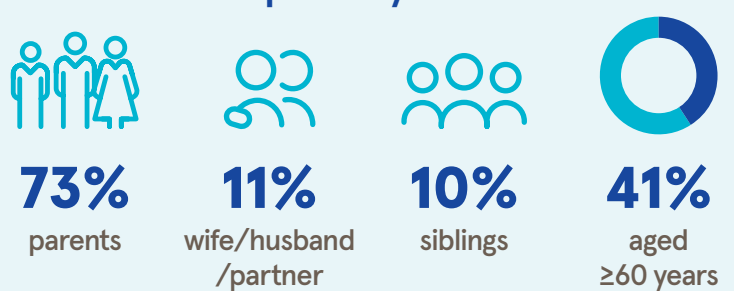 73%
parents
11%
wife/husband
/partner
10%
siblings
41%
aged
≥60 years